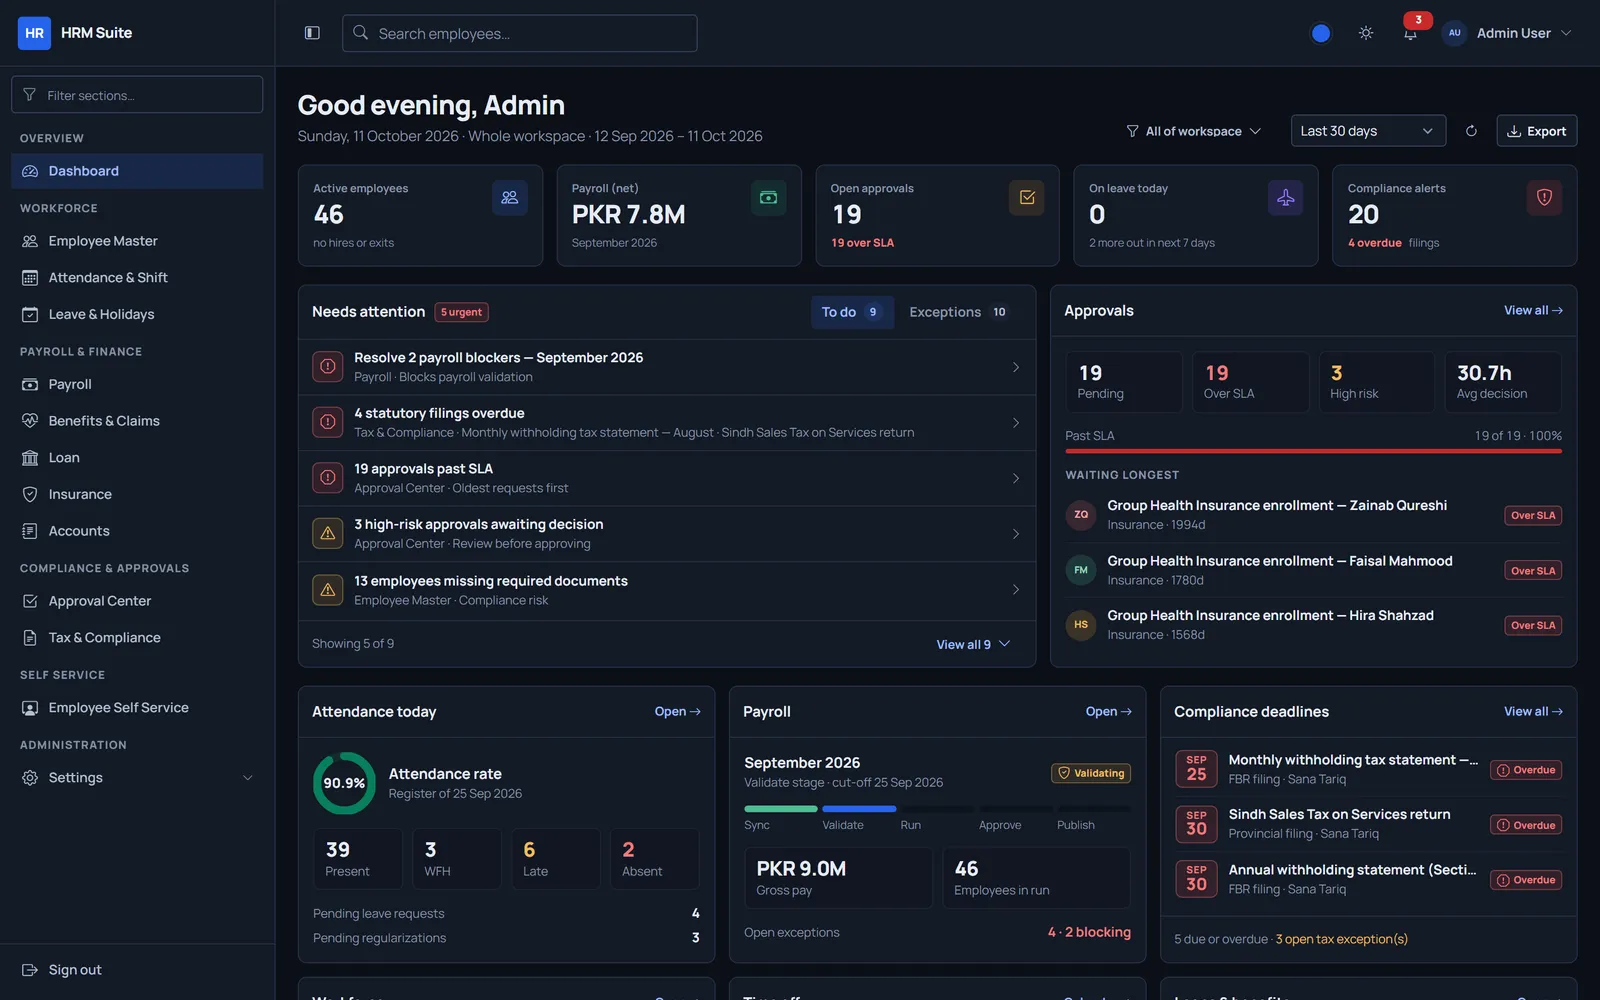 HR
HRM Suite
Search employees...
3
AU
Admin User
Filter sections...
OVERVIEW
Dashboard
WORKFORCE
Employee Master
Attendance & Shift
Leave & Holidays
PAYROLL & FINANCE
Payroll
Benefits & Claims
Loan
Insurance
Accounts
COMPLIANCE & APPROVALS
Approval Center
Tax & Compliance
SELF SERVICE
Employee Self Service
ADMINISTRATION
Settings
Sign out
Good evening, Admin
Sunday, 11 October 2026 · Whole workspace · 12 Sep 2026 – 11 Oct 2026
All of workspace
Last 30 days
Export
Active employees
46
no hires or exits
Payroll (net)
PKR 7.8M
September 2026
Open approvals
19
19 over SLA
On leave today
0
2 more out in next 7 days
Compliance alerts
20
4 overdue filings
Needs attention
5 urgent
To do 9
Exceptions 10
Resolve 2 payroll blockers — September 2026
Payroll · Blocks payroll validation
4 statutory filings overdue
Tax & Compliance · Monthly withholding tax statement — August · Sindh Sales Tax on Services return
19 approvals past SLA
Approval Center · Oldest requests first
3 high-risk approvals awaiting decision
Approval Center · Review before approving
13 employees missing required documents
Employee Master · Compliance risk
Showing 5 of 9
View all 9
Approvals
View all →
19
Pending
19
Over SLA
3
High risk
30.7h
Avg decision
Past SLA
19 of 19 · 100%
WAITING LONGEST
ZQ
Group Health Insurance enrollment — Zainab Qureshi
Insurance · 1994d
Over SLA
FM
Group Health Insurance enrollment — Faisal Mahmood
Insurance · 1780d
Over SLA
HS
Group Health Insurance enrollment — Hira Shahzad
Insurance · 1568d
Over SLA
Attendance today
Open →
90.9%
Attendance rate
Register of 25 Sep 2026
39
Present
3
WFH
6
Late
2
Absent
Pending leave requests
4
Pending regularizations
3
Payroll
Open →
September 2026
Validate stage · cut-off 25 Sep 2026
Validating
Sync
Validate
Run
Approve
Publish
PKR 9.0M
Gross pay
46
Employees in run
Open exceptions
4 · 2 blocking
Compliance deadlines
View all →
SEP
25
Monthly withholding tax statement —...
FBR filing · Sana Tariq
Overdue
SEP
30
Sindh Sales Tax on Services return
Provincial filing · Sana Tariq
Overdue
SEP
30
Annual withholding statement (Secti...
FBR filing · Sana Tariq
Overdue
5 due or overdue · 3 open tax exception(s)